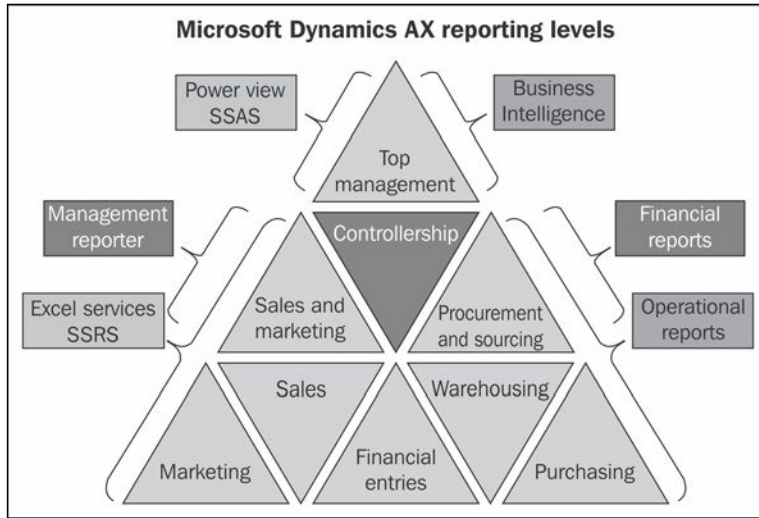 Microsoft Dynamics AX reporting levels
Power view
SSAS
Business
Intelligence
Top
management
Management
reporter
Controllership
Financial
reports
Excel services
SSRS
Sales and
marketing
Procurement
and sourcing
Operational
reports
Sales
Warehousing
Marketing
Financial
entries
Purchasing